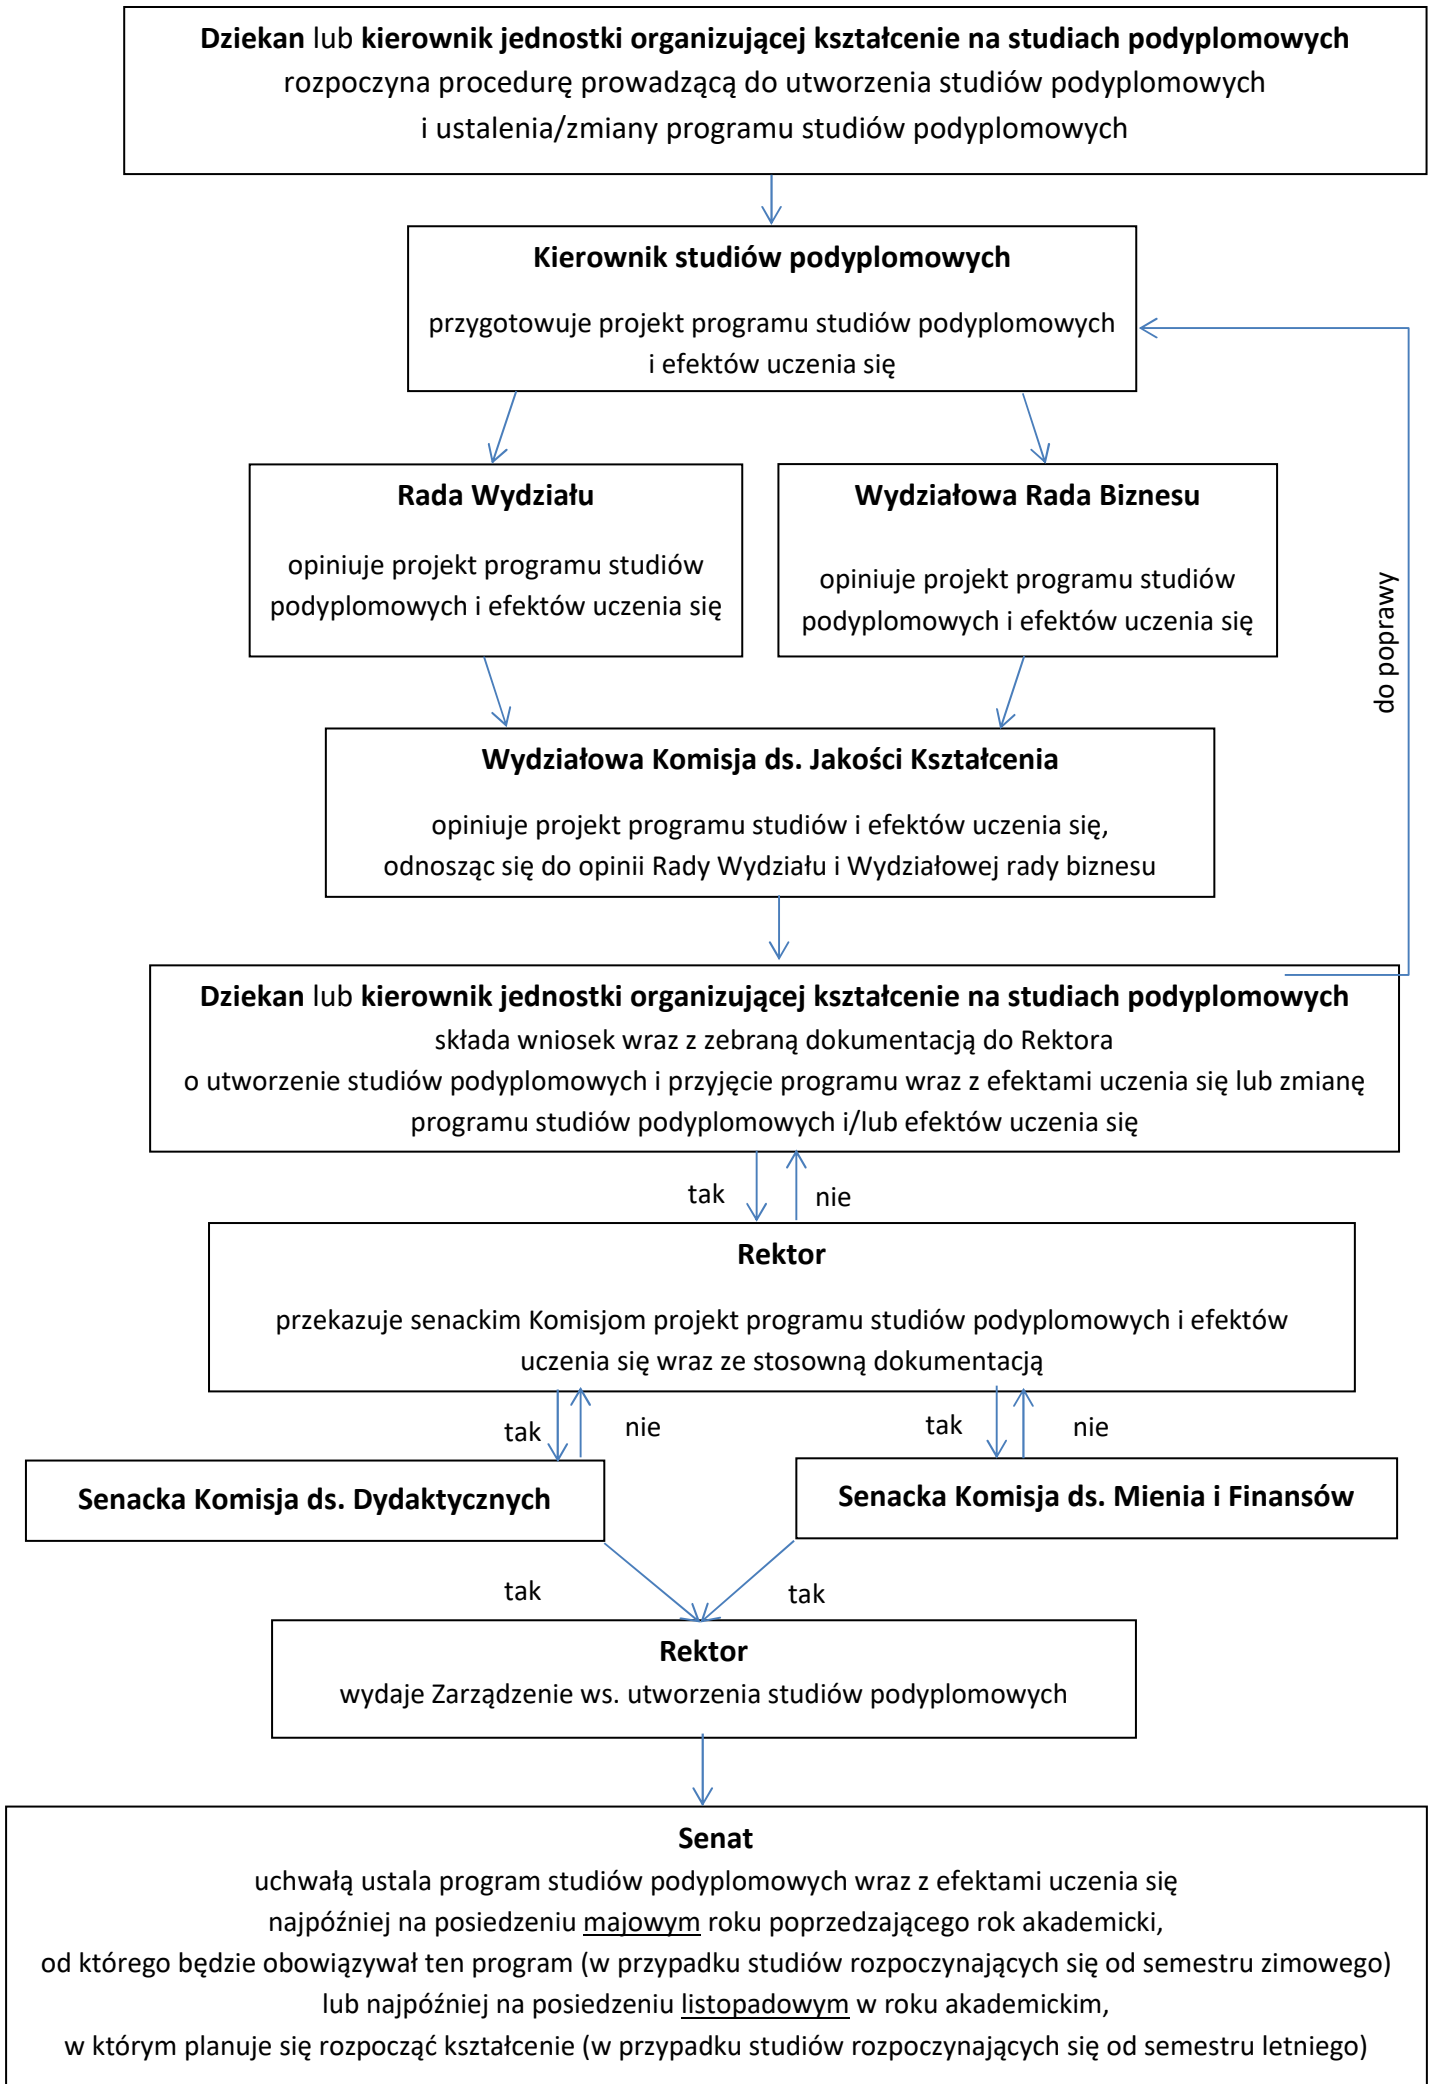 Dziekan lub kierownik jednostki organizującej kształcenie na studiach podyplomowych
rozpoczyna procedurę prowadzącą do utworzenia studiów podyplomowych
i ustalenia/zmiany programu studiów podyplomowych
Kierownik studiów podyplomowych
przygotowuje projekt programu studiów podyplomowych
i efektów uczenia się
Rada Wydziału
opiniuje projekt programu studiów
podyplomowych i efektów uczenia się
Wydziałowa Rada Biznesu
opiniuje projekt programu studiów
podyplomowych i efektów uczenia się
do poprawy
Wydziałowa Komisja ds. Jakości Kształcenia
opiniuje projekt programu studiów i efektów uczenia się,
odnosząc się do opinii Rady Wydziału i Wydziałowej rady biznesu
Dziekan lub kierownik jednostki organizującej kształcenie na studiach podyplomowych
składa wniosek wraz z zebraną dokumentacją do Rektora
o utworzenie studiów podyplomowych i przyjęcie programu wraz z efektami uczenia się lub zmianę
programu studiów podyplomowych i/lub efektów uczenia się
tak
nie
Rektor
przekazuje senackim Komisjom projekt programu studiów podyplomowych i efektów
uczenia się wraz ze stosowną dokumentacją
tak
nie
tak
nie
Senacka Komisja ds. Dydaktycznych
Senacka Komisja ds. Mienia i Finansów
tak
tak
Rektor
wydaje Zarządzenie ws. utworzenia studiów podyplomowych
Senat
uchwałą ustala program studiów podyplomowych wraz z efektami uczenia się
najpóźniej na posiedzeniu majowym roku poprzedzającego rok akademicki,
od którego będzie obowiązywał ten program (w przypadku studiów rozpoczynających się od semestru zimowego)
lub najpóźniej na posiedzeniu listopadowym w roku akademickim,
w którym planuje się rozpocząć kształcenie (w przypadku studiów rozpoczynających się od semestru letniego)